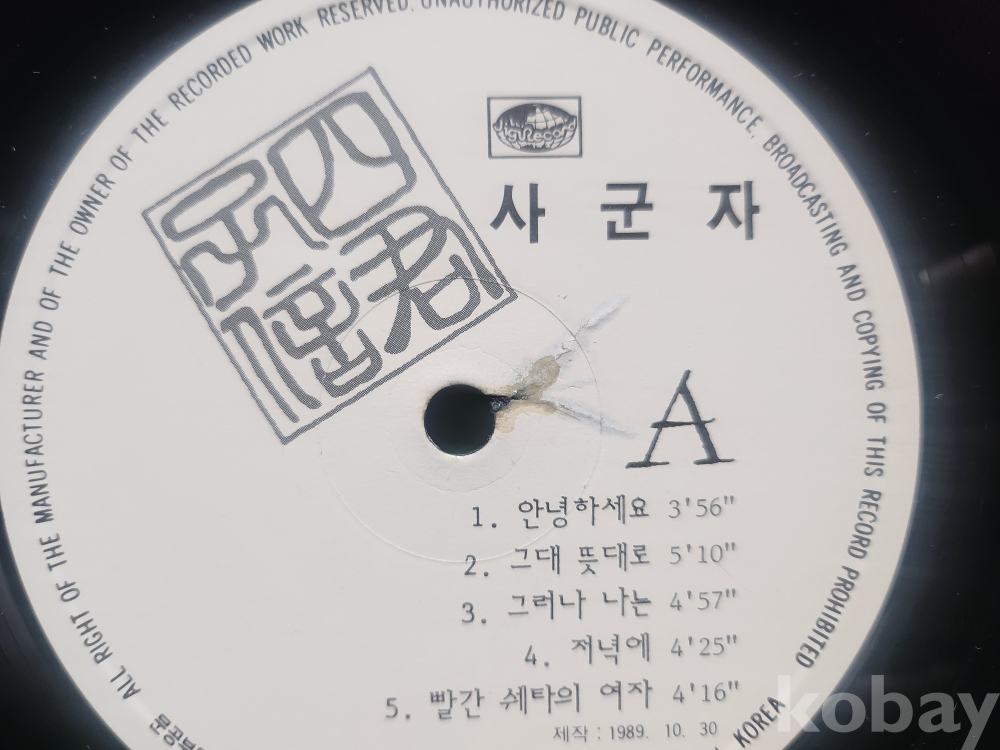 ALL RIGHT OF THE MANUFACTURER AND OF THE OWNER OF THE RECORDED WORK RESERVED. UNAUTHORIZED PUBLIC PERFORMANCE, BROADCASTING AND COPYING OF THIS RECORD PROHIBITED
四君子
사 군 자
A
1. 안녕하세요 3'56"
2. 그대 뜻대로 5'10"
3. 그러나 나는 4'57"
4. 저녁에 4'25"
5. 빨간 쉐타의 여자 4'16"
제작 : 1989. 10. 30
KOREA
kobay